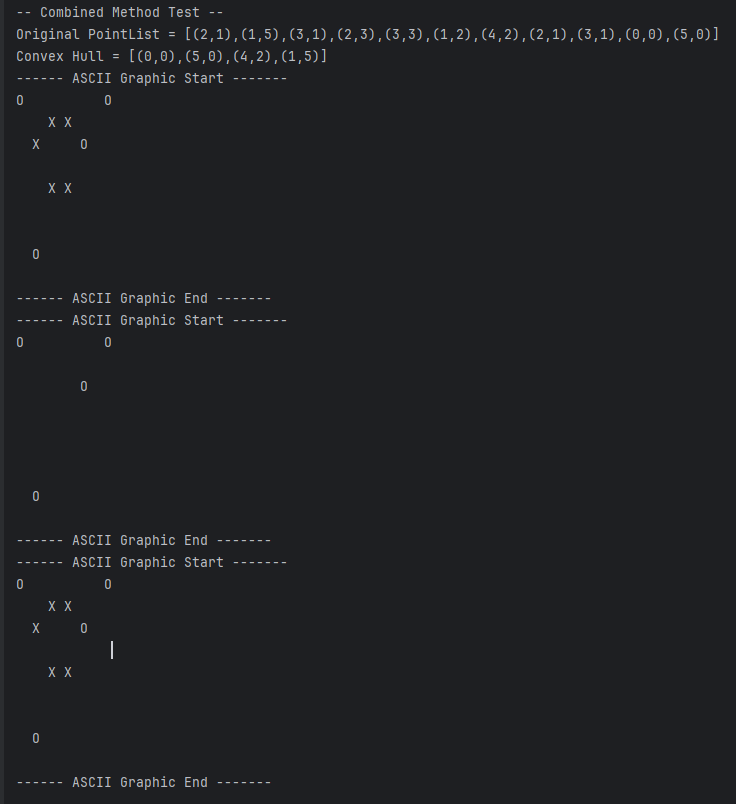 -- Combined Method Test --
Original PointList = [(2,1),(1,5),(3,1),(2,3),(3,3),(1,2),(4,2),(2,1),(3,1),(0,0),(5,0)]
Convex Hull = [(0,0),(5,0),(4,2),(1,5)]
------ ASCII Graphic Start -------
O          O
    X X
  X     O

    X X


  O

------ ASCII Graphic End -------
------ ASCII Graphic Start -------
O          O

        O




  O

------ ASCII Graphic End -------
------ ASCII Graphic Start -------
O          O
    X X
  X     O

    X X


  O

------ ASCII Graphic End -------